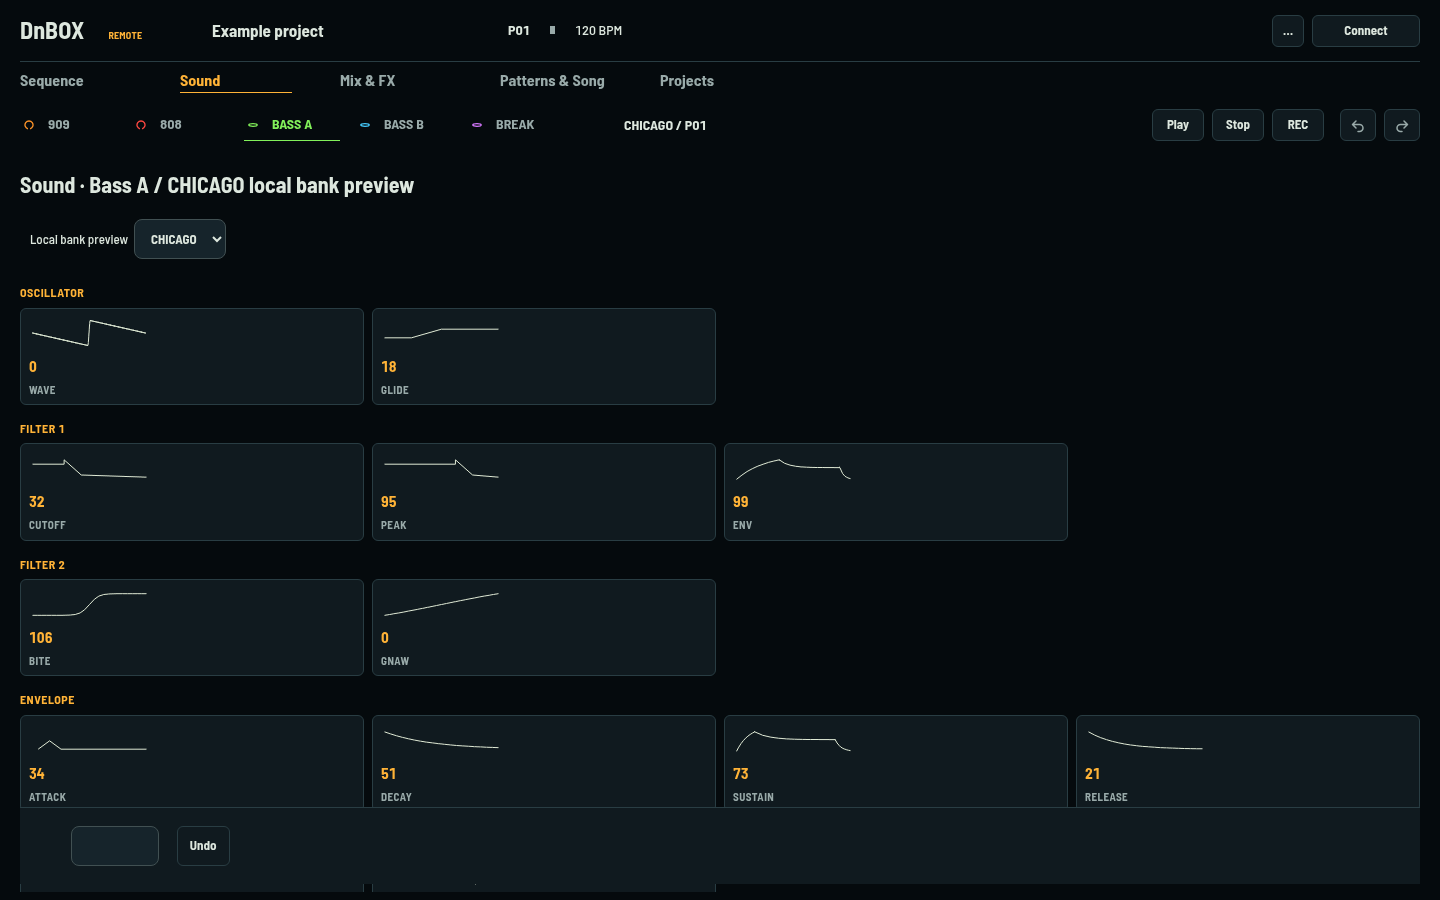 DnBOX REMOTE Example project P01 120 BPM ... Connect
Sequence Sound Mix & FX Patterns & Song Projects
909 808 BASS A BASS B BREAK CHICAGO / P01 Play Stop REC
Sound · Bass A / CHICAGO local bank preview
Local bank preview CHICAGO
OSCILLATOR
0 18
WAVE GLIDE
FILTER 1
32 95 99
CUTOFF PEAK ENV
FILTER 2
106 0
BITE GNAW
ENVELOPE
34 51 73 21
ATTACK DECAY SUSTAIN RELEASE
Undo